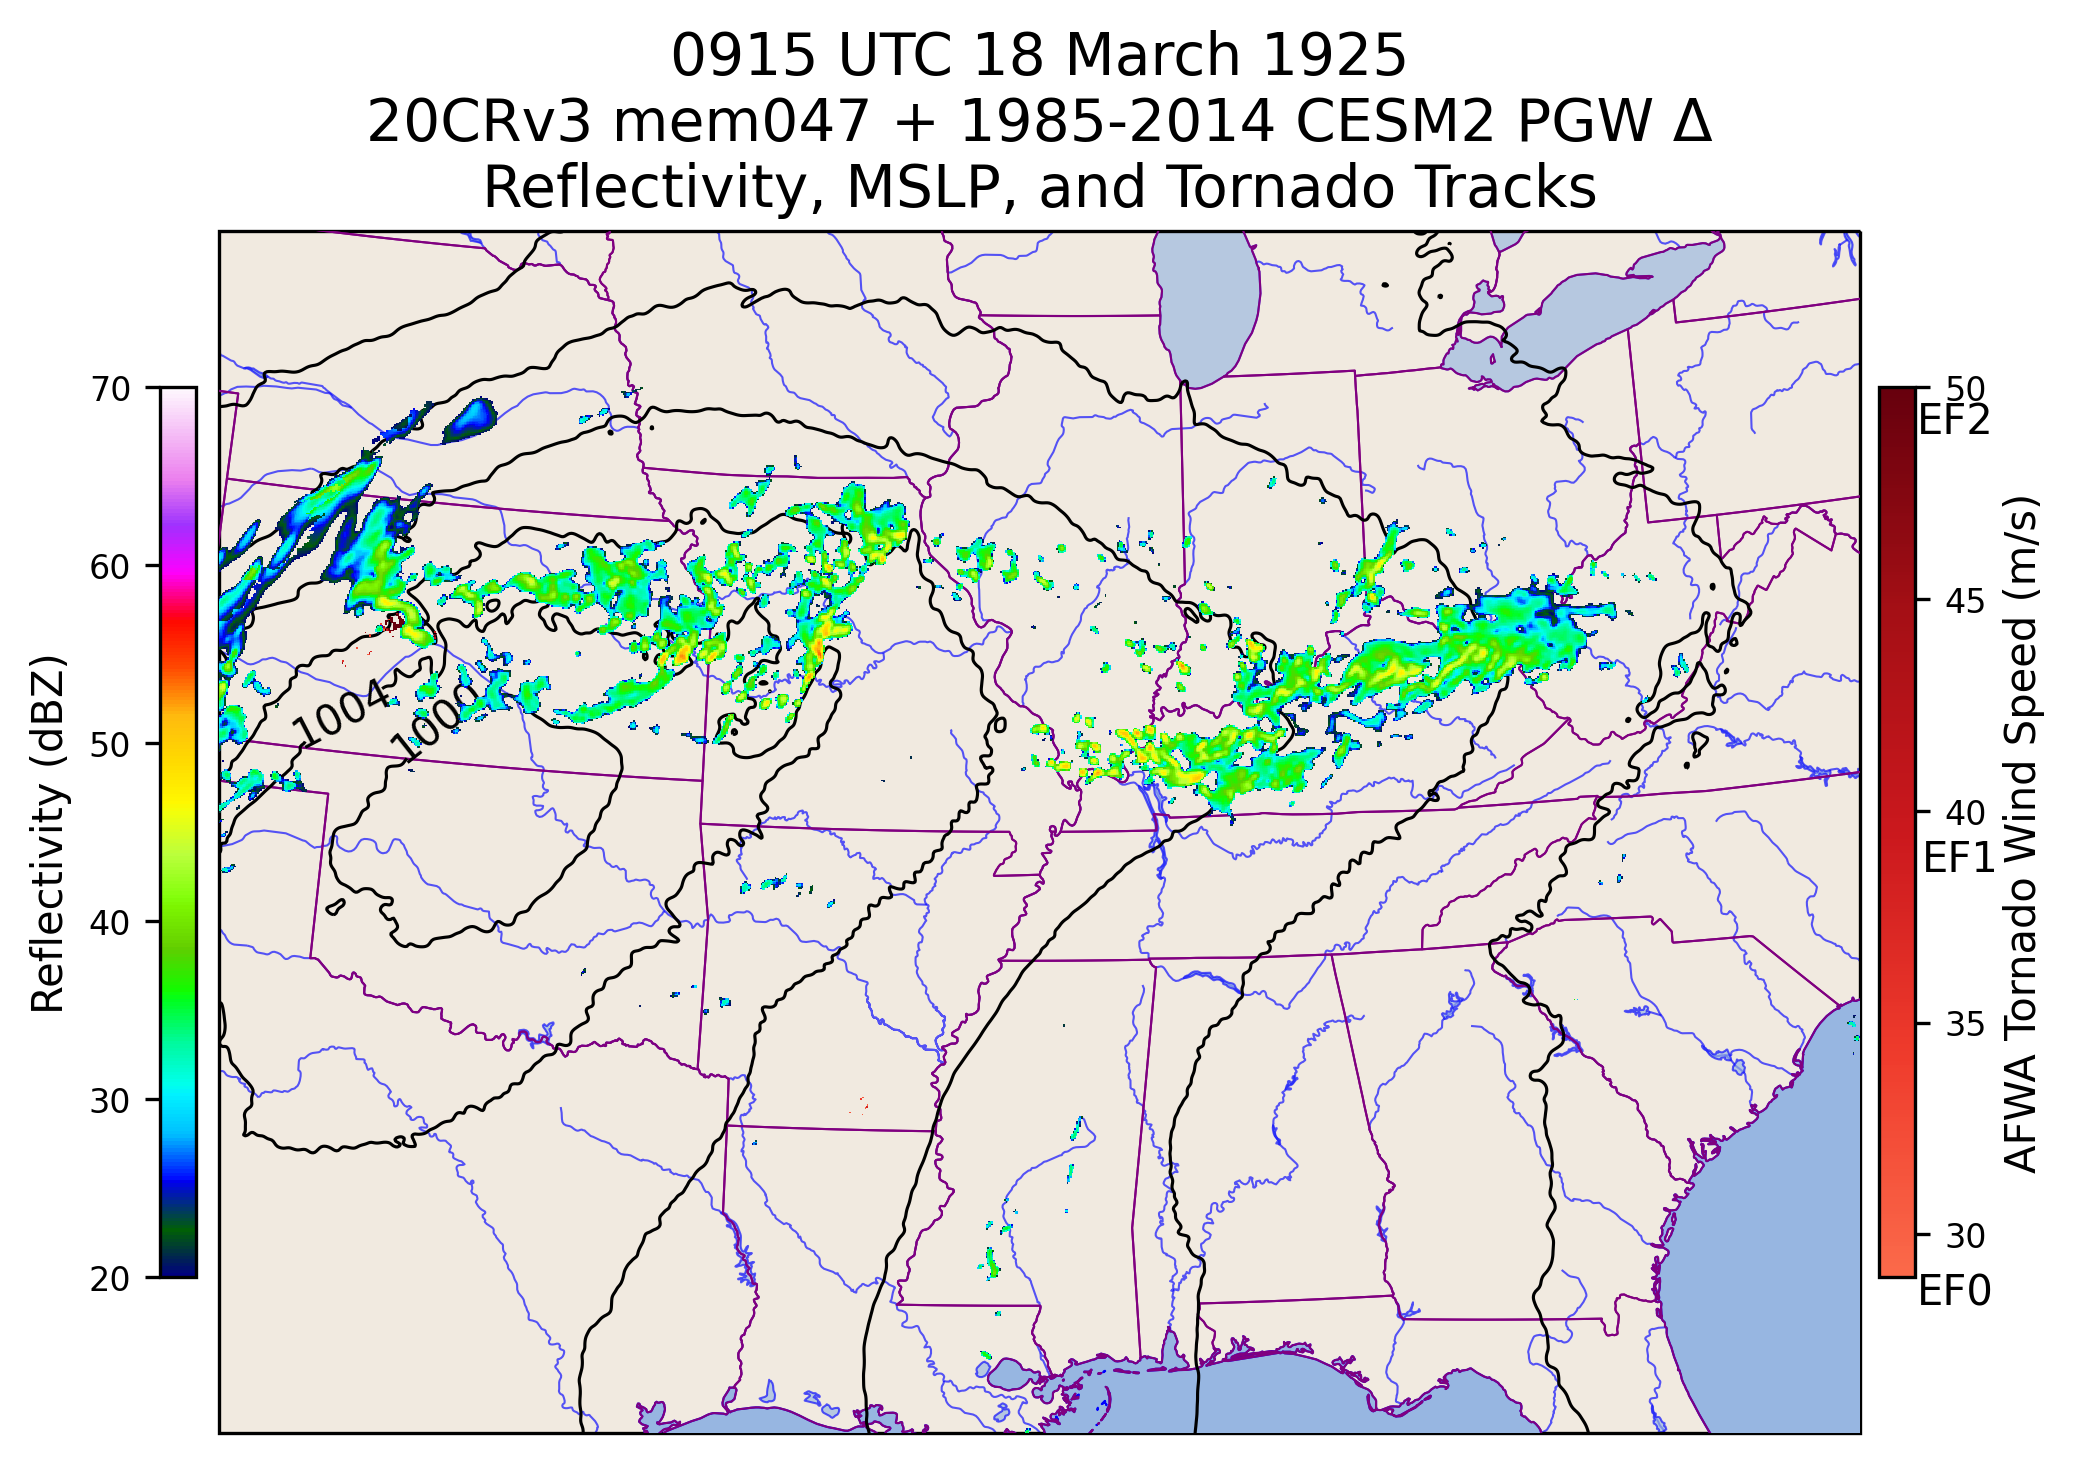 0915 UTC 18 March 1925
20CRv3 mem047 + 1985-2014 CESM2 PGW Δ
Reflectivity, MSLP, and Tornado Tracks
70
60
50
40
30
20
Reflectivity (dBZ)
1004
1000
50
EF2
45
40
EF1
35
30
EF0
AFWA Tornado Wind Speed (m/s)